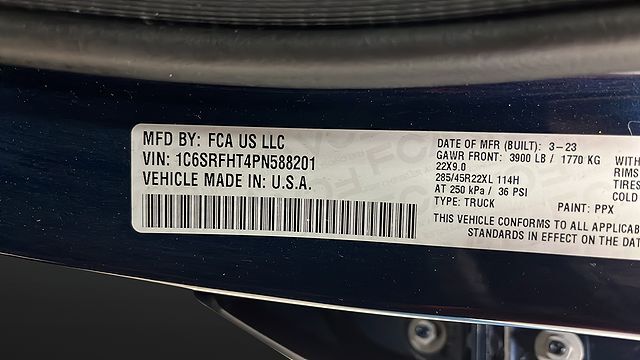 MFD BY: FCA US LLC
VIN: 1C6SRFHT4PN588201
VEHICLE MADE IN: U.S.A.
DATE OF MFR (BUILT): 3-23
GAWR FRONT: 3900 LB / 1770 KG
22X9.0
285/45R22XL 114H
AT 250 kPa / 36 PSI
TYPE: TRUCK
PAINT: PPX
THIS VEHICLE CONFORMS TO ALL
STANDARDS IN EFFECT ON THE
WITH
RIMS
TIRES
COLD